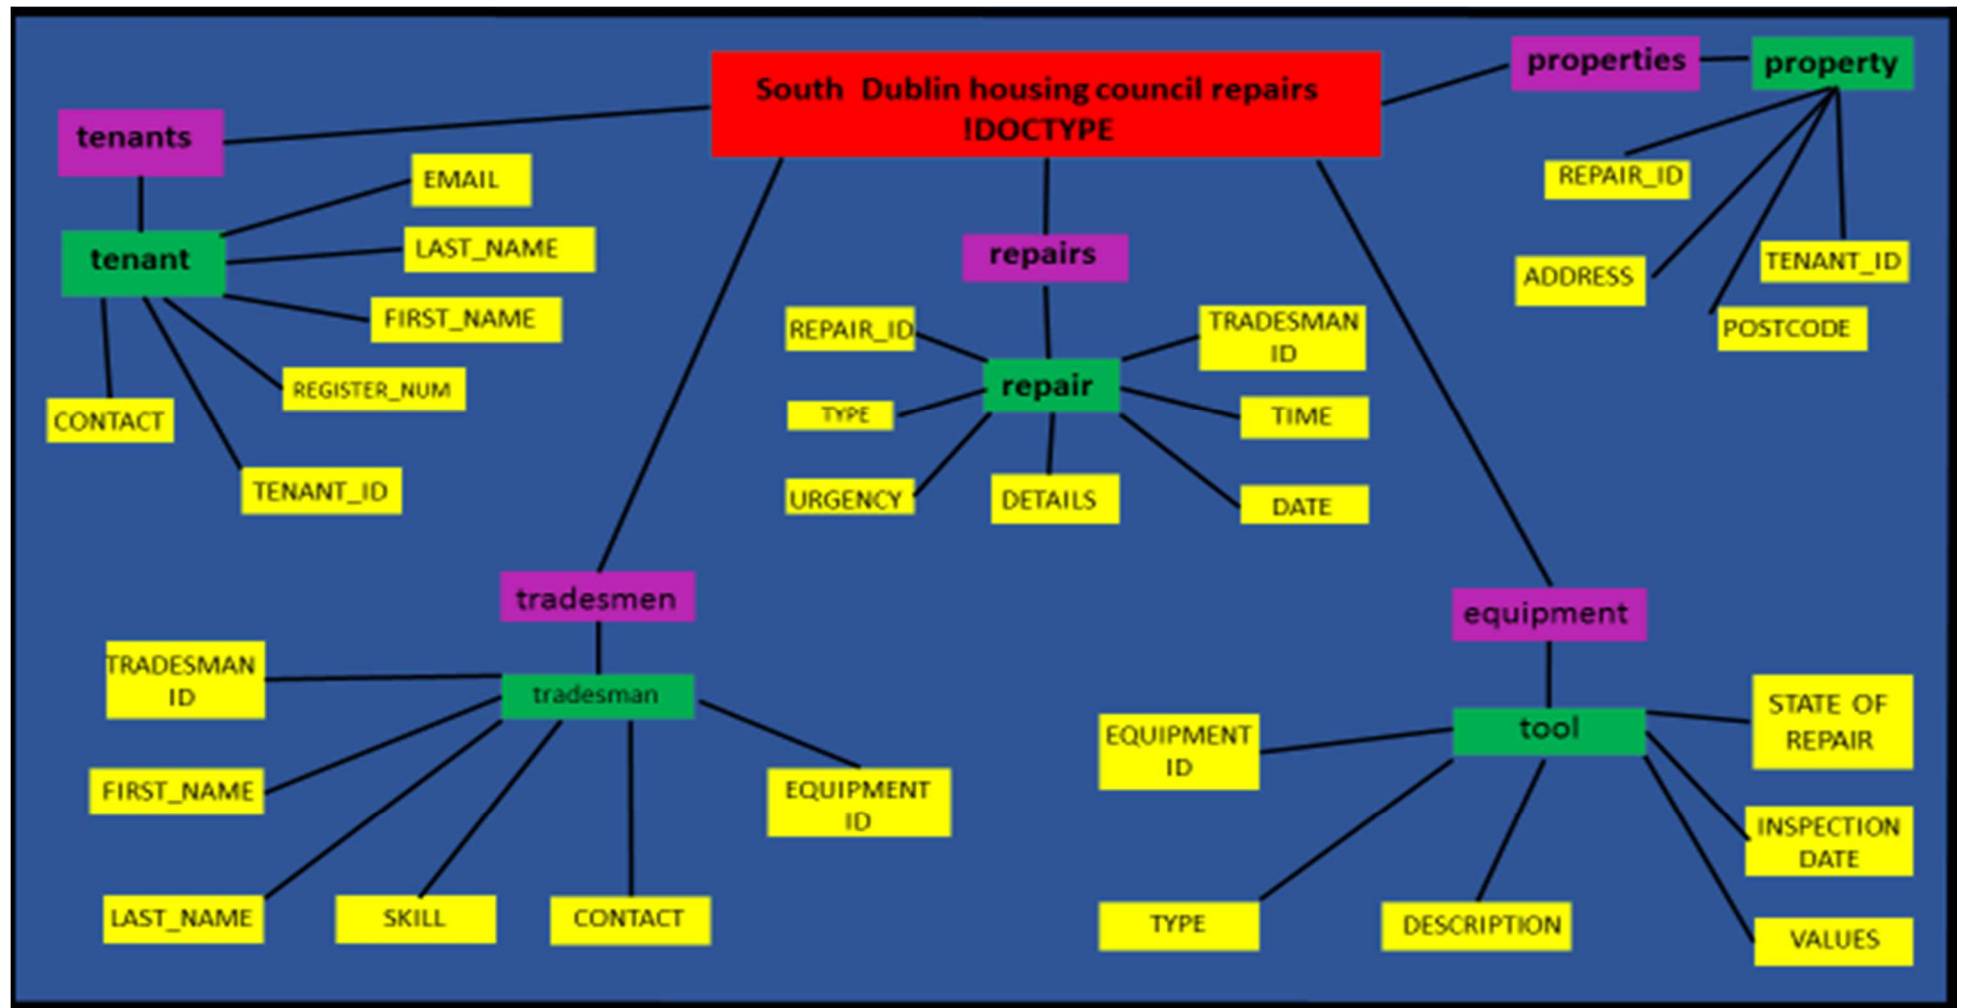 South Dublin housing council repairs
!DOCTYPE
properties
property
REPAIR_ID
ADDRESS
TENANT_ID
POSTCODE
tenants
tenant
EMAIL
LAST_NAME
FIRST_NAME
REGISTER_NUM
CONTACT
TENANT_ID
repairs
repair
REPAIR_ID
TRADESMAN
ID
TYPE
TIME
URGENCY
DETAILS
DATE
tradesmen
tradesman
TRADESMAN
ID
FIRST_NAME
LAST_NAME
SKILL
CONTACT
EQUIPMENT
ID
equipment
tool
EQUIPMENT
ID
TYPE
DESCRIPTION
STATE OF
REPAIR
INSPECTION
DATE
VALUES